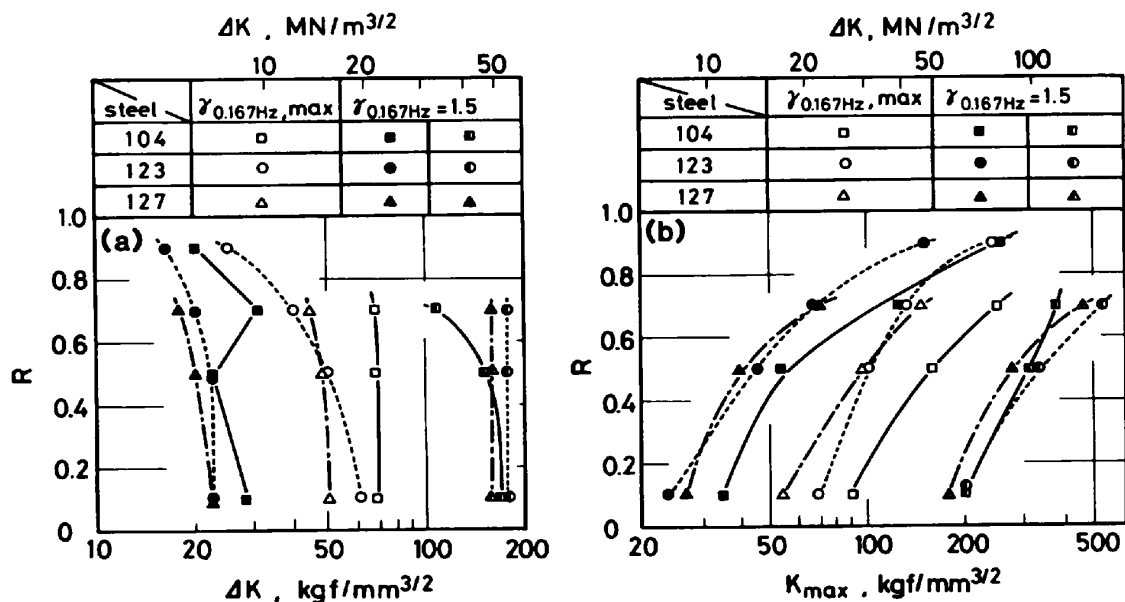 ΔK , MN/m3/2
10 20 50
steel γ0.167Hz,max γ0.167Hz=1.5
104
123
127
(a)
R
1.0
0.8
0.6
0.4
0.2
0
10 20 50 100 200
ΔK , kgf/mm3/2
ΔK , MN/m3/2
10 20 50 100
steel γ0.167Hz,max γ0.167Hz=1.5
104
123
127
(b)
R
1.0
0.8
0.6
0.4
0.2
0
20 50 100 200 500
Kmax , kgf/mm3/2